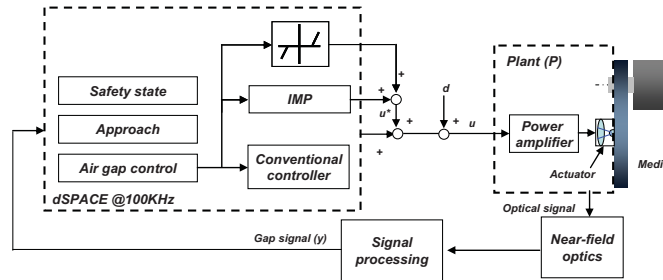 Safety state
Approach
Air gap control
dSPACE @100KHz
IMP
Conventional
controller
+
+
+
u*
+
+
d
+
+
u
Plant (P)
Power
amplifier
Actuator
Medi
Optical signal
Near-field
optics
Signal
processing
Gap signal (y)